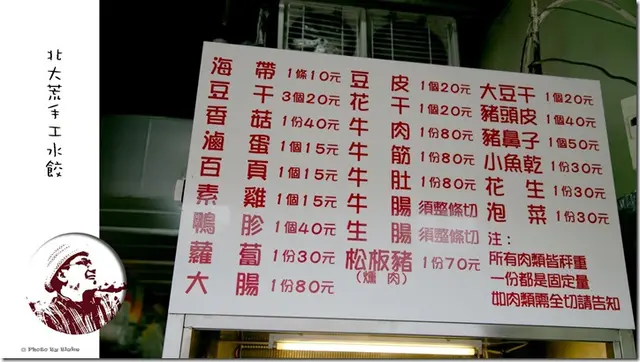 北大荒手工水餃
海帶 1條10元
豆干 3個20元
香菇 1份40元
滷蛋 1個15元
百頁 1個15元
素雞 1個15元
鴨胗 1個40元
蘿蔔 1份30元
大腸 1份80元
豆皮 1個20元
花干 1個20元
牛肉 1份80元
牛筋 1份80元
牛肚 1份80元
牛腸 須整條切
生腸 須整條切
松板豬 1份70元
(燻肉)
大豆干 1個20元
豬頭皮 1個40元
豬鼻子 1個50元
小魚乾 1份30元
花生 1份30元
泡菜 1份30元
注：
所有肉類皆秤重
一份都是固定量
如肉類需全切請告知
© Photo By Blake